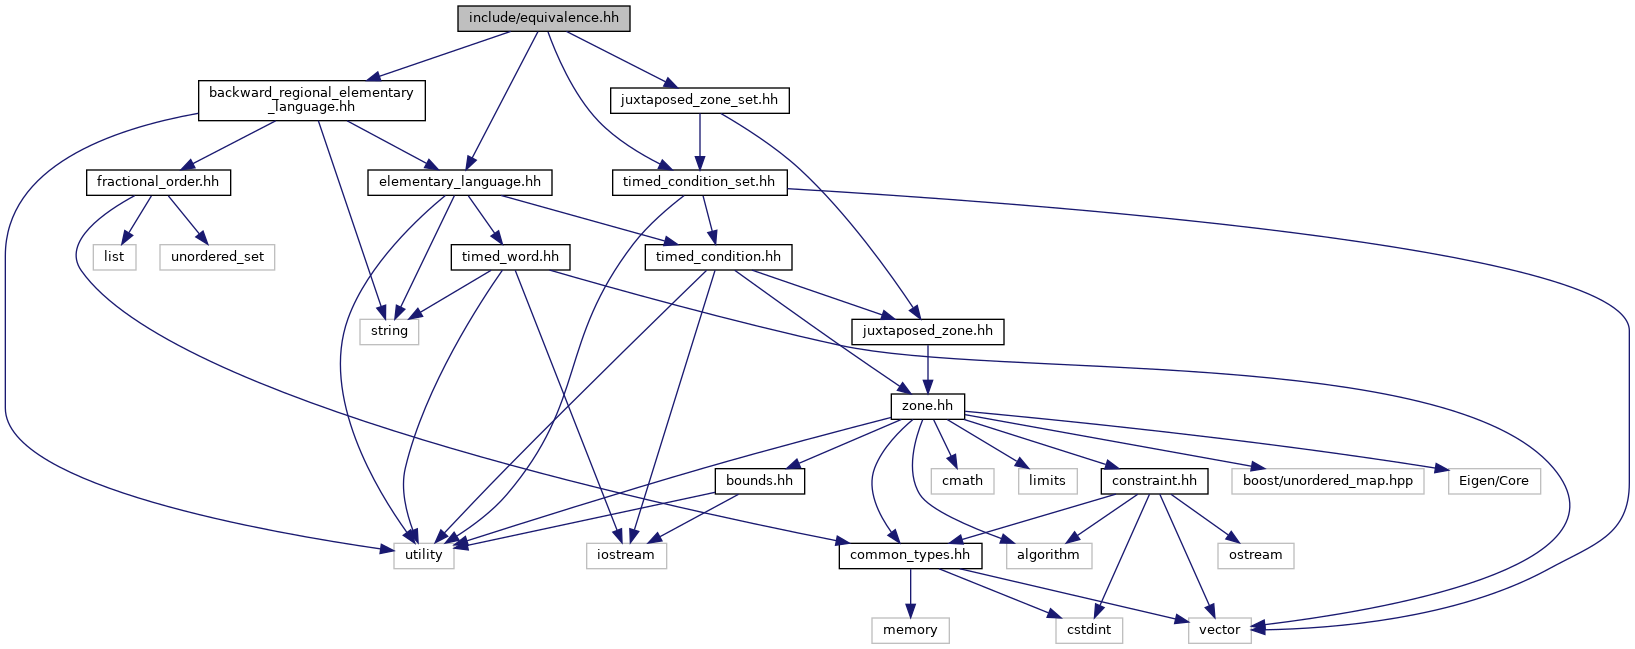 include/equivalence.hh
backward_regional_elementary
_language.hh
juxtaposed_zone_set.hh
fractional_order.hh
elementary_language.hh
timed_condition_set.hh
list
unordered_set
timed_word.hh
timed_condition.hh
string
juxtaposed_zone.hh
zone.hh
bounds.hh
cmath
limits
constraint.hh
boost/unordered_map.hpp
Eigen/Core
utility
iostream
common_types.hh
algorithm
ostream
memory
cstdint
vector